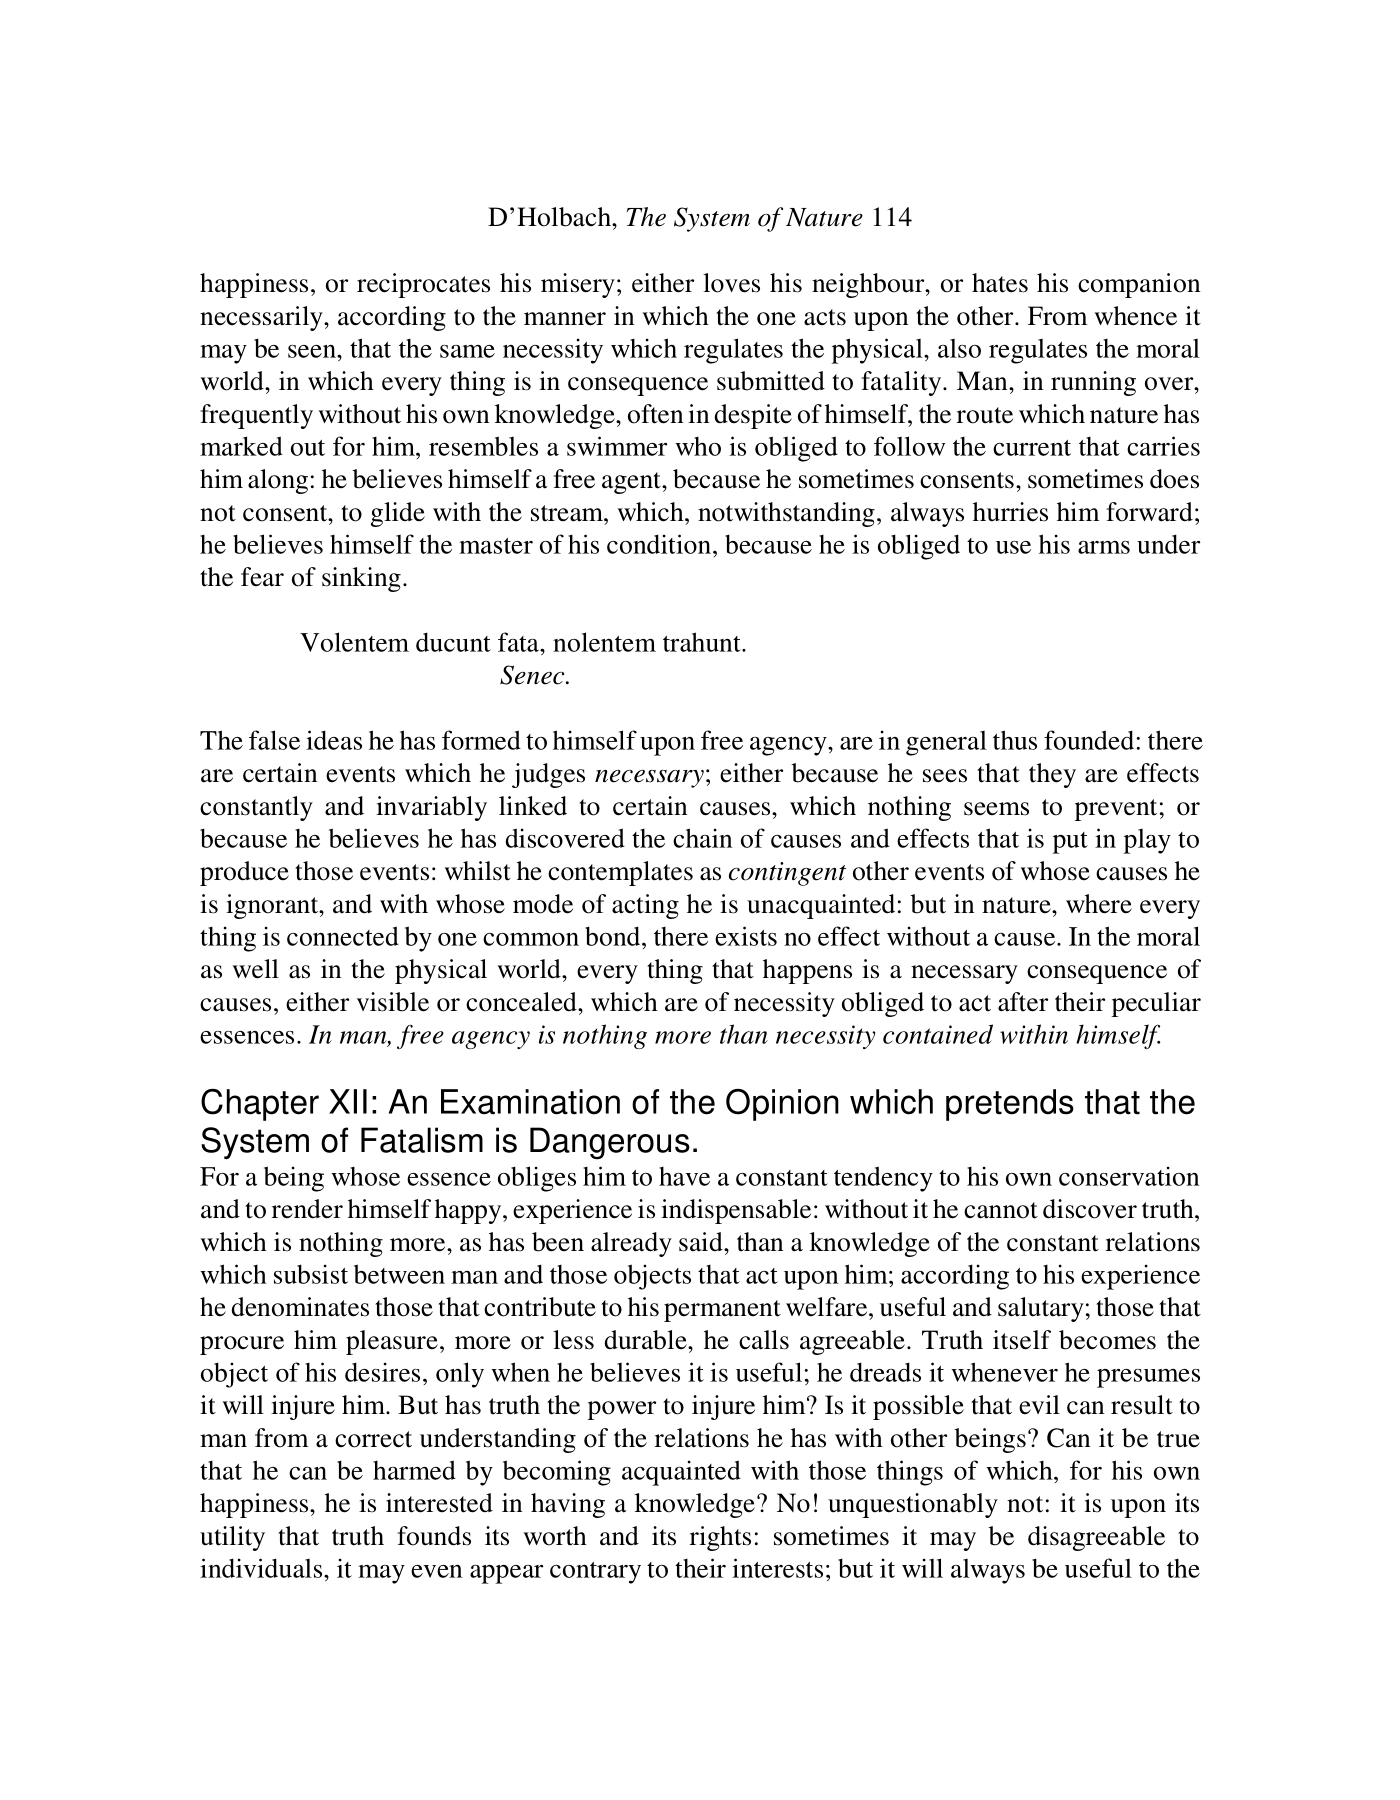 D’Holbach, The System of Nature 114
happiness, or reciprocates his misery; either loves his neighbour, or hates his companion
necessarily, according to the manner in which the one acts upon the other. From whence it
may be seen, that the same necessity which regulates the physical, also regulates the moral
world, in which every thing is in consequence submitted to fatality. Man, in running over,
frequently without his own knowledge, often in despite of himself, the route which nature has
marked out for him, resembles a swimmer who is obliged to follow the current that carries
him along: he believes himself a free agent, because he sometimes consents, sometimes does
not consent, to glide with the stream, which, notwithstanding, always hurries him forward;
he believes himself the master of his condition, because he is obliged to use his arms under
the fear of sinking.
Volentem ducunt fata, nolentem trahunt.
Senec.
The false ideas he has formed to himself upon free agency, are in general thus founded: there
are certain events which he judges necessary; either because he sees that they are effects
constantly and invariably linked to certain causes, which nothing seems to prevent; or
because he believes he has discovered the chain of causes and effects that is put in play to
produce those events: whilst he contemplates as contingent other events of whose causes he
is ignorant, and with whose mode of acting he is unacquainted: but in nature, where every
thing is connected by one common bond, there exists no effect without a cause. In the moral
as well as in the physical world, every thing that happens is a necessary consequence of
causes, either visible or concealed, which are of necessity obliged to act after their peculiar
essences. In man, free agency is nothing more than necessity contained within himself.
Chapter XII: An Examination of the Opinion which pretends that the
System of Fatalism is Dangerous.
For a being whose essence obliges him to have a constant tendency to his own conservation
and to render himself happy, experience is indispensable: without it he cannot discover truth,
which is nothing more, as has been already said, than a knowledge of the constant relations
which subsist between man and those objects that act upon him; according to his experience
he denominates those that contribute to his permanent welfare, useful and salutary; those that
procure him pleasure, more or less durable, he calls agreeable. Truth itself becomes the
object of his desires, only when he believes it is useful; he dreads it whenever he presumes
it will injure him. But has truth the power to injure him? Is it possible that evil can result to
man from a correct understanding of the relations he has with other beings? Can it be true
that he can be harmed by becoming acquainted with those things of which, for his own
happiness, he is interested in having a knowledge? No! unquestionably not: it is upon its
utility that truth founds its worth and its rights: sometimes it may be disagreeable to
individuals, it may even appear contrary to their interests; but it will always be useful to the